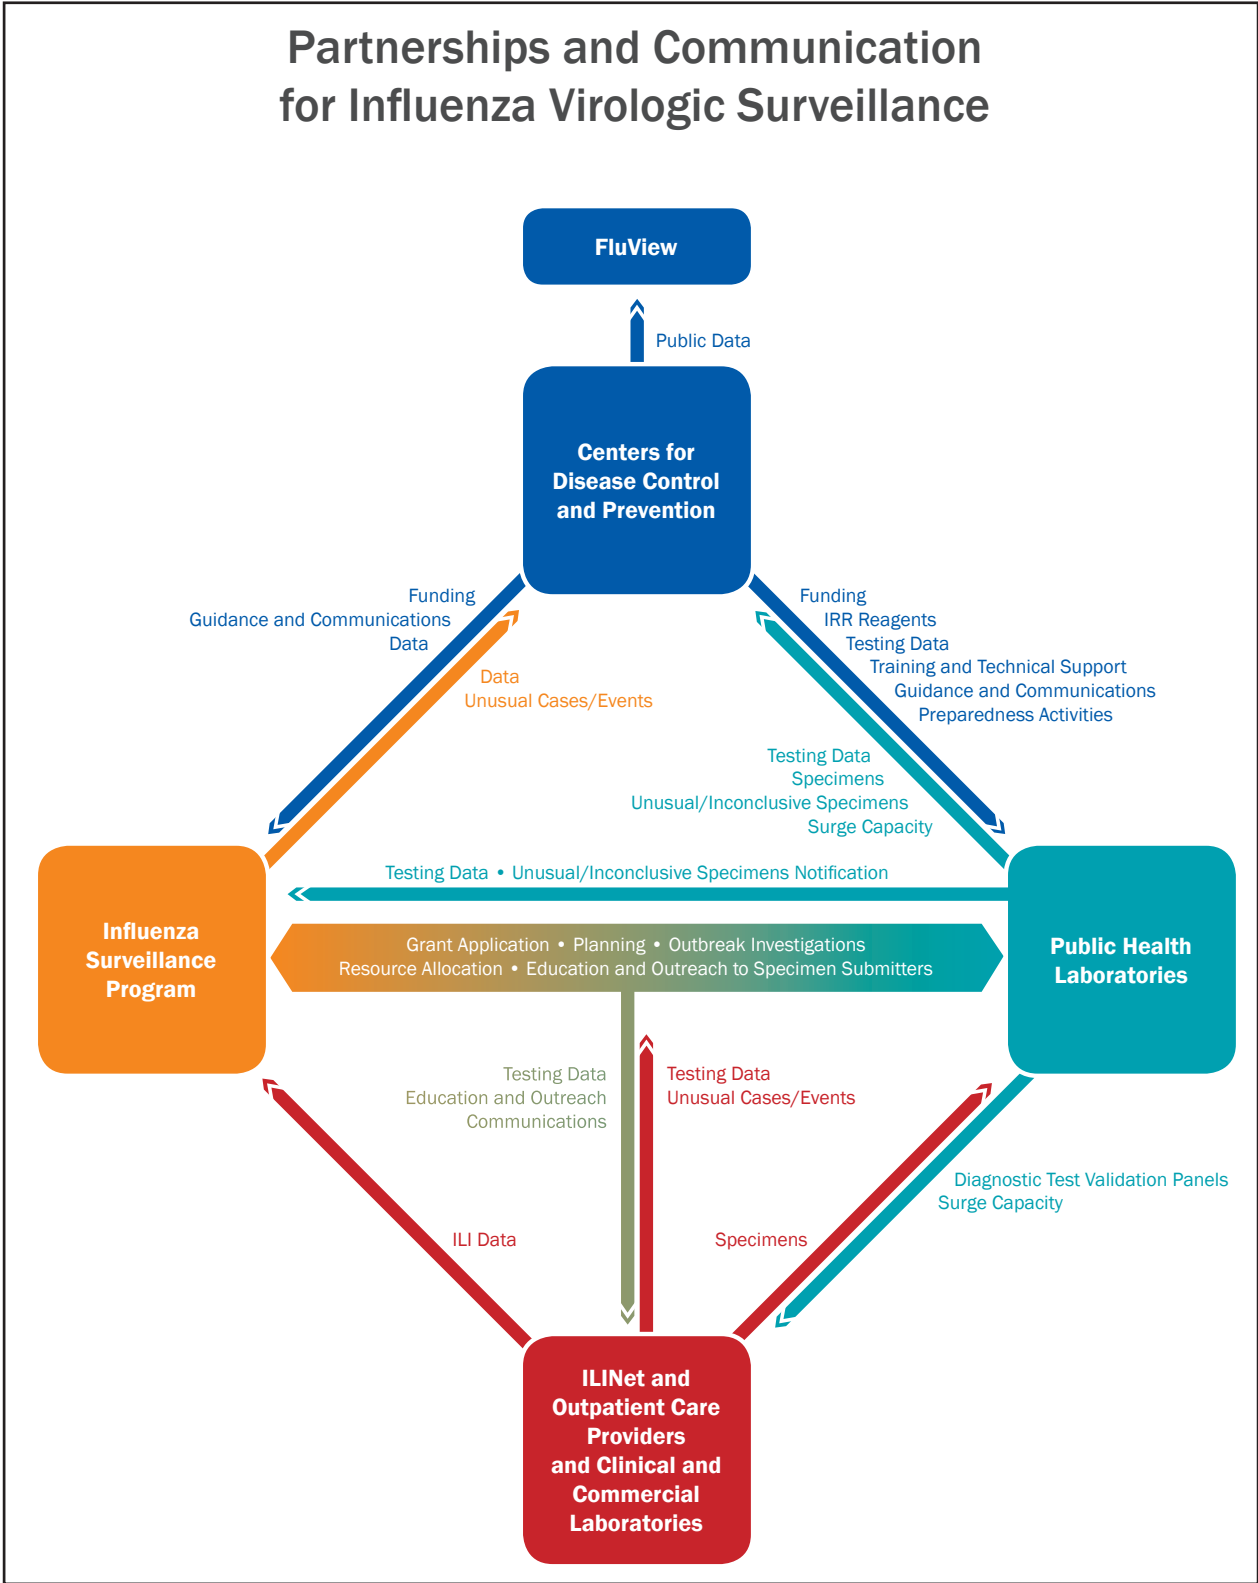 Partnerships and Communication
for Influenza Virologic Surveillance
FluView
Public Data
Centers for
Disease Control
and Prevention
Funding
Guidance and Communications
Data
Data
Unusual Cases/Events
Funding
IRR Reagents
Testing Data
Training and Technical Support
Guidance and Communications
Preparedness Activities
Testing Data
Specimens
Unusual/Inconclusive Specimens
Surge Capacity
Testing Data • Unusual/Inconclusive Specimens Notification
Influenza
Surveillance
Program
Grant Application • Planning • Outbreak Investigations
Resource Allocation • Education and Outreach to Specimen Submitters
Public Health
Laboratories
Testing Data
Education and Outreach
Communications
Testing Data
Unusual Cases/Events
Diagnostic Test Validation Panels
Surge Capacity
ILI Data
Specimens
ILINet and
Outpatient Care
Providers
and Clinical and
Commercial
Laboratories